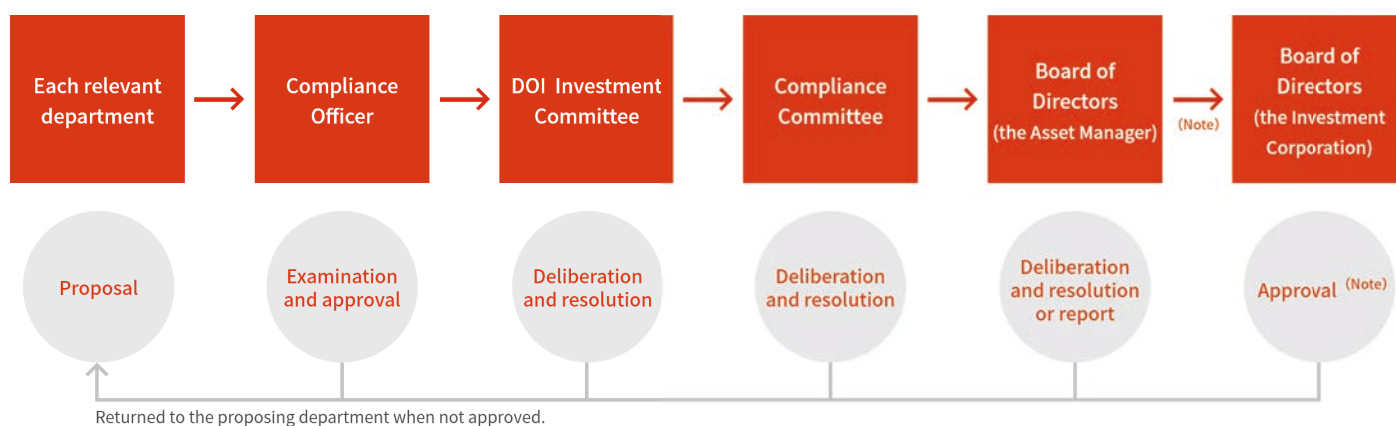 Each relevant
department
Compliance
Officer
DOI Investment
Committee
Compliance
Committee
Board of
Directors
(the Asset Manager)
(Note)
Board of
Directors
(the Investment
Corporation)
Proposal
Examination
and approval
Deliberation
and resolution
Deliberation
and resolution
Deliberation
and resolution
or report
Approval (Note)
Returned to the proposing department when not approved.